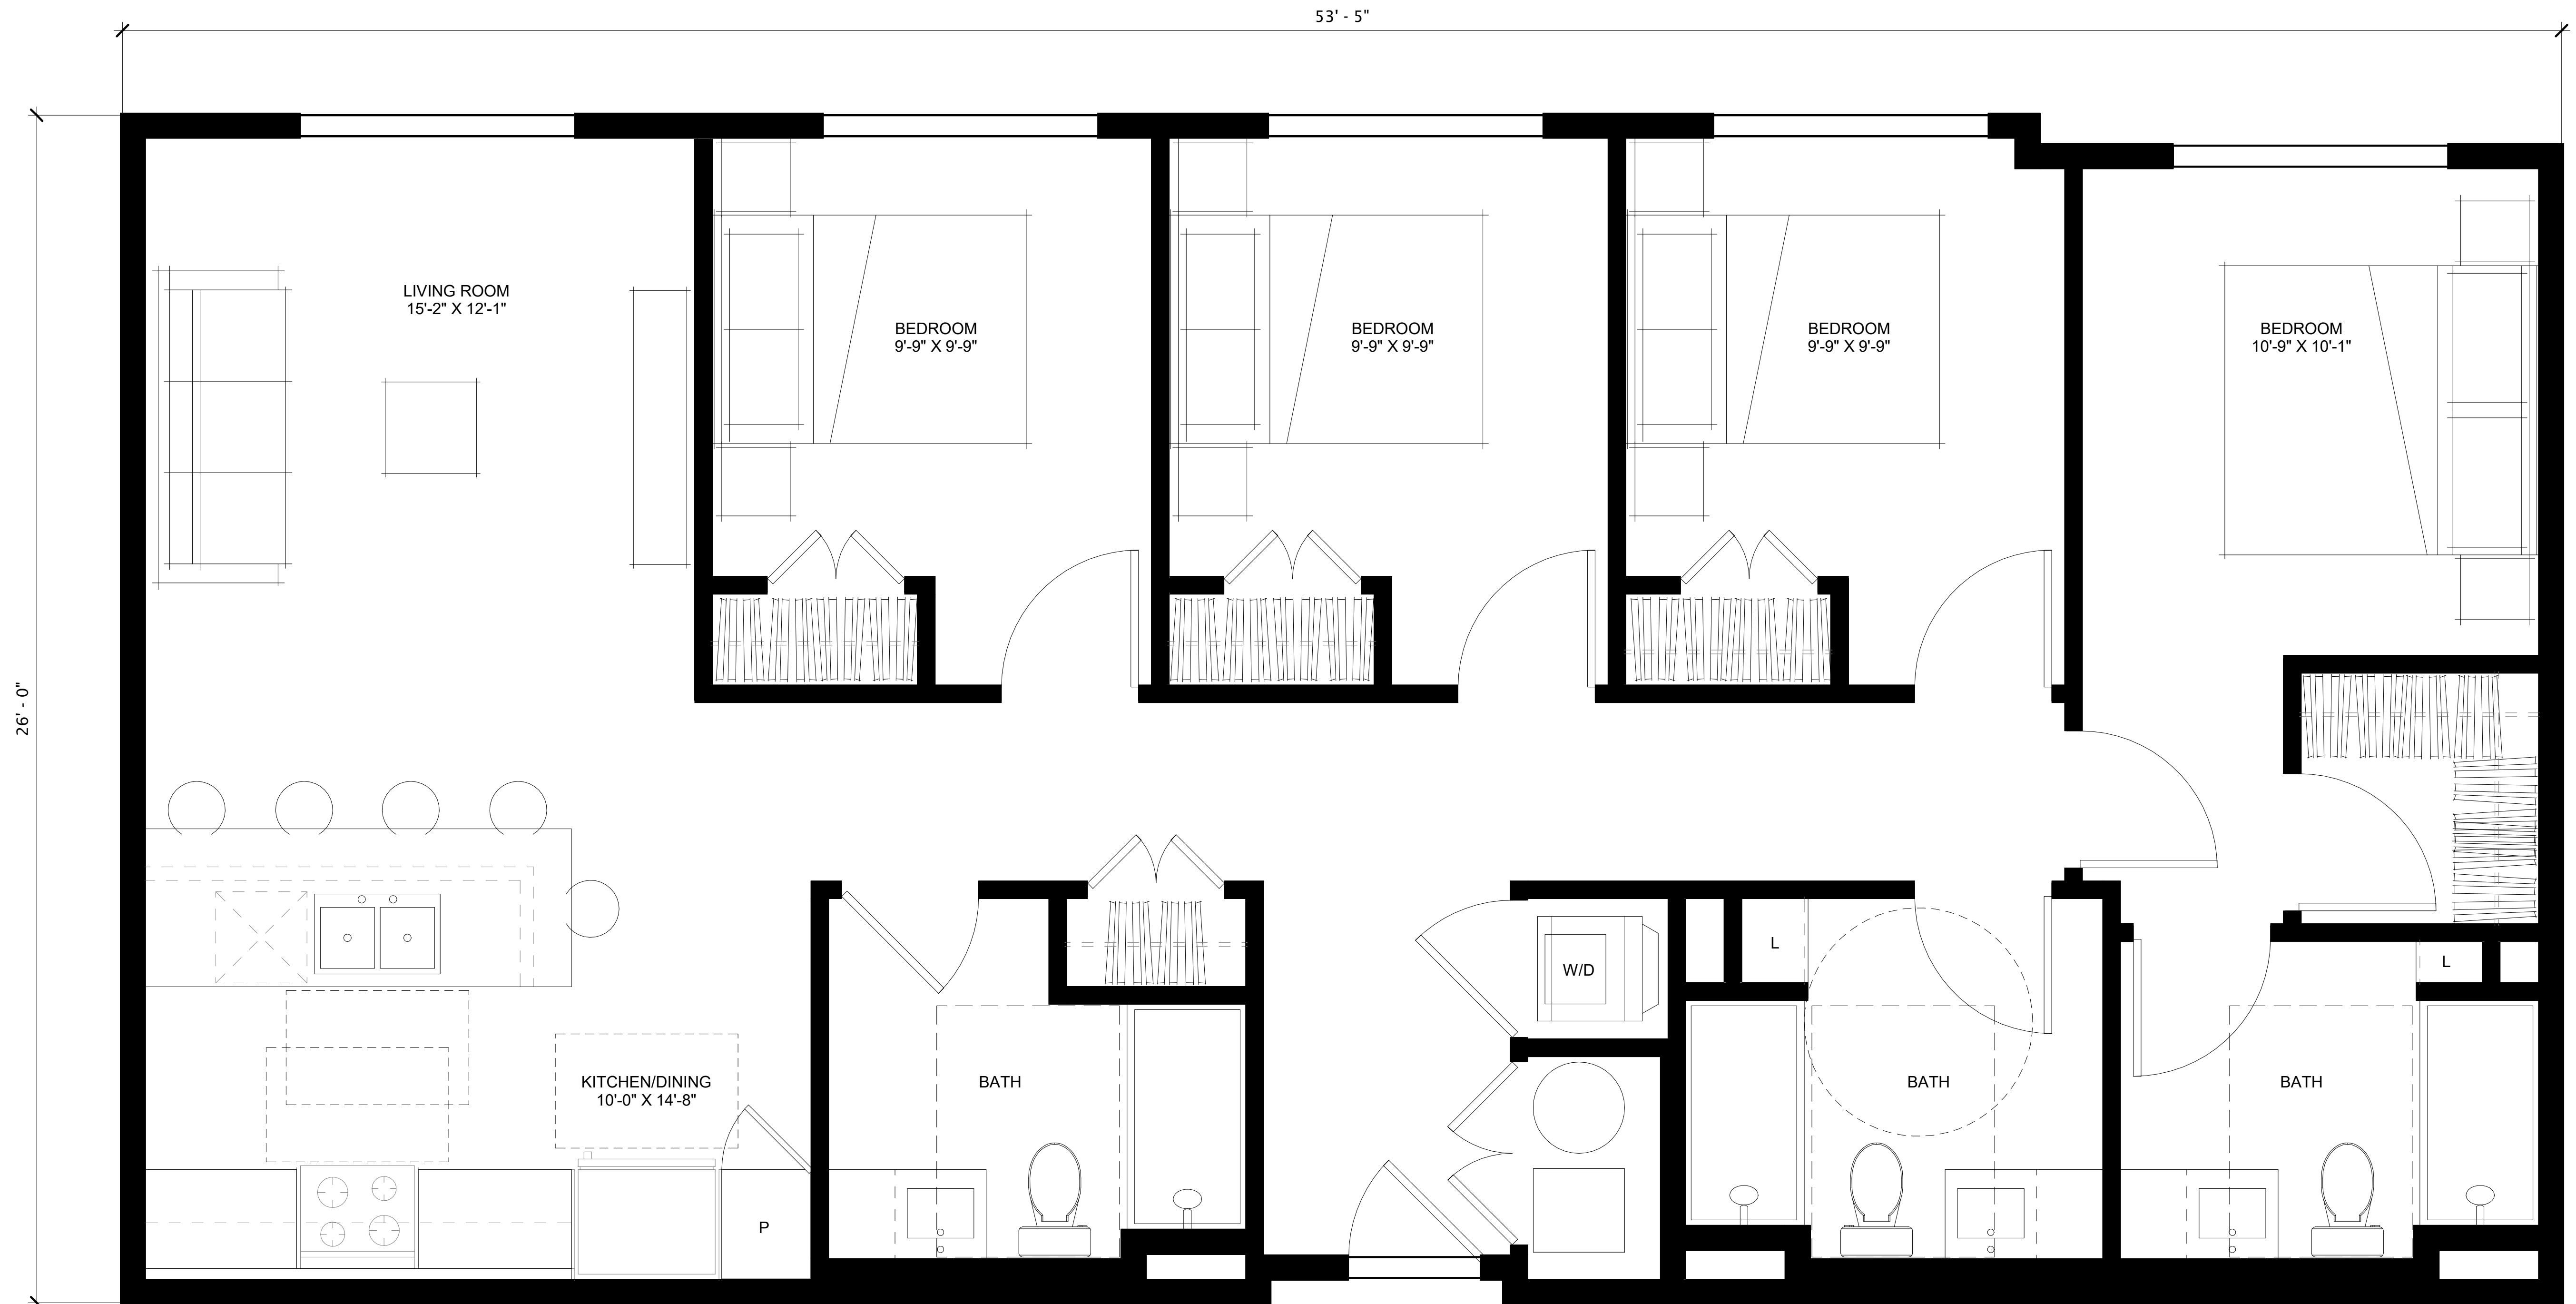 53' - 5"
26' - 0"
LIVING ROOM
15'-2" X 12'-1"
BEDROOM
9'-9" X 9'-9"
BEDROOM
9'-9" X 9'-9"
BEDROOM
9'-9" X 9'-9"
BEDROOM
10'-9" X 10'-1"
L
L
W/D
KITCHEN/DINING
10'-0" X 14'-8"
BATH
BATH
BATH
P